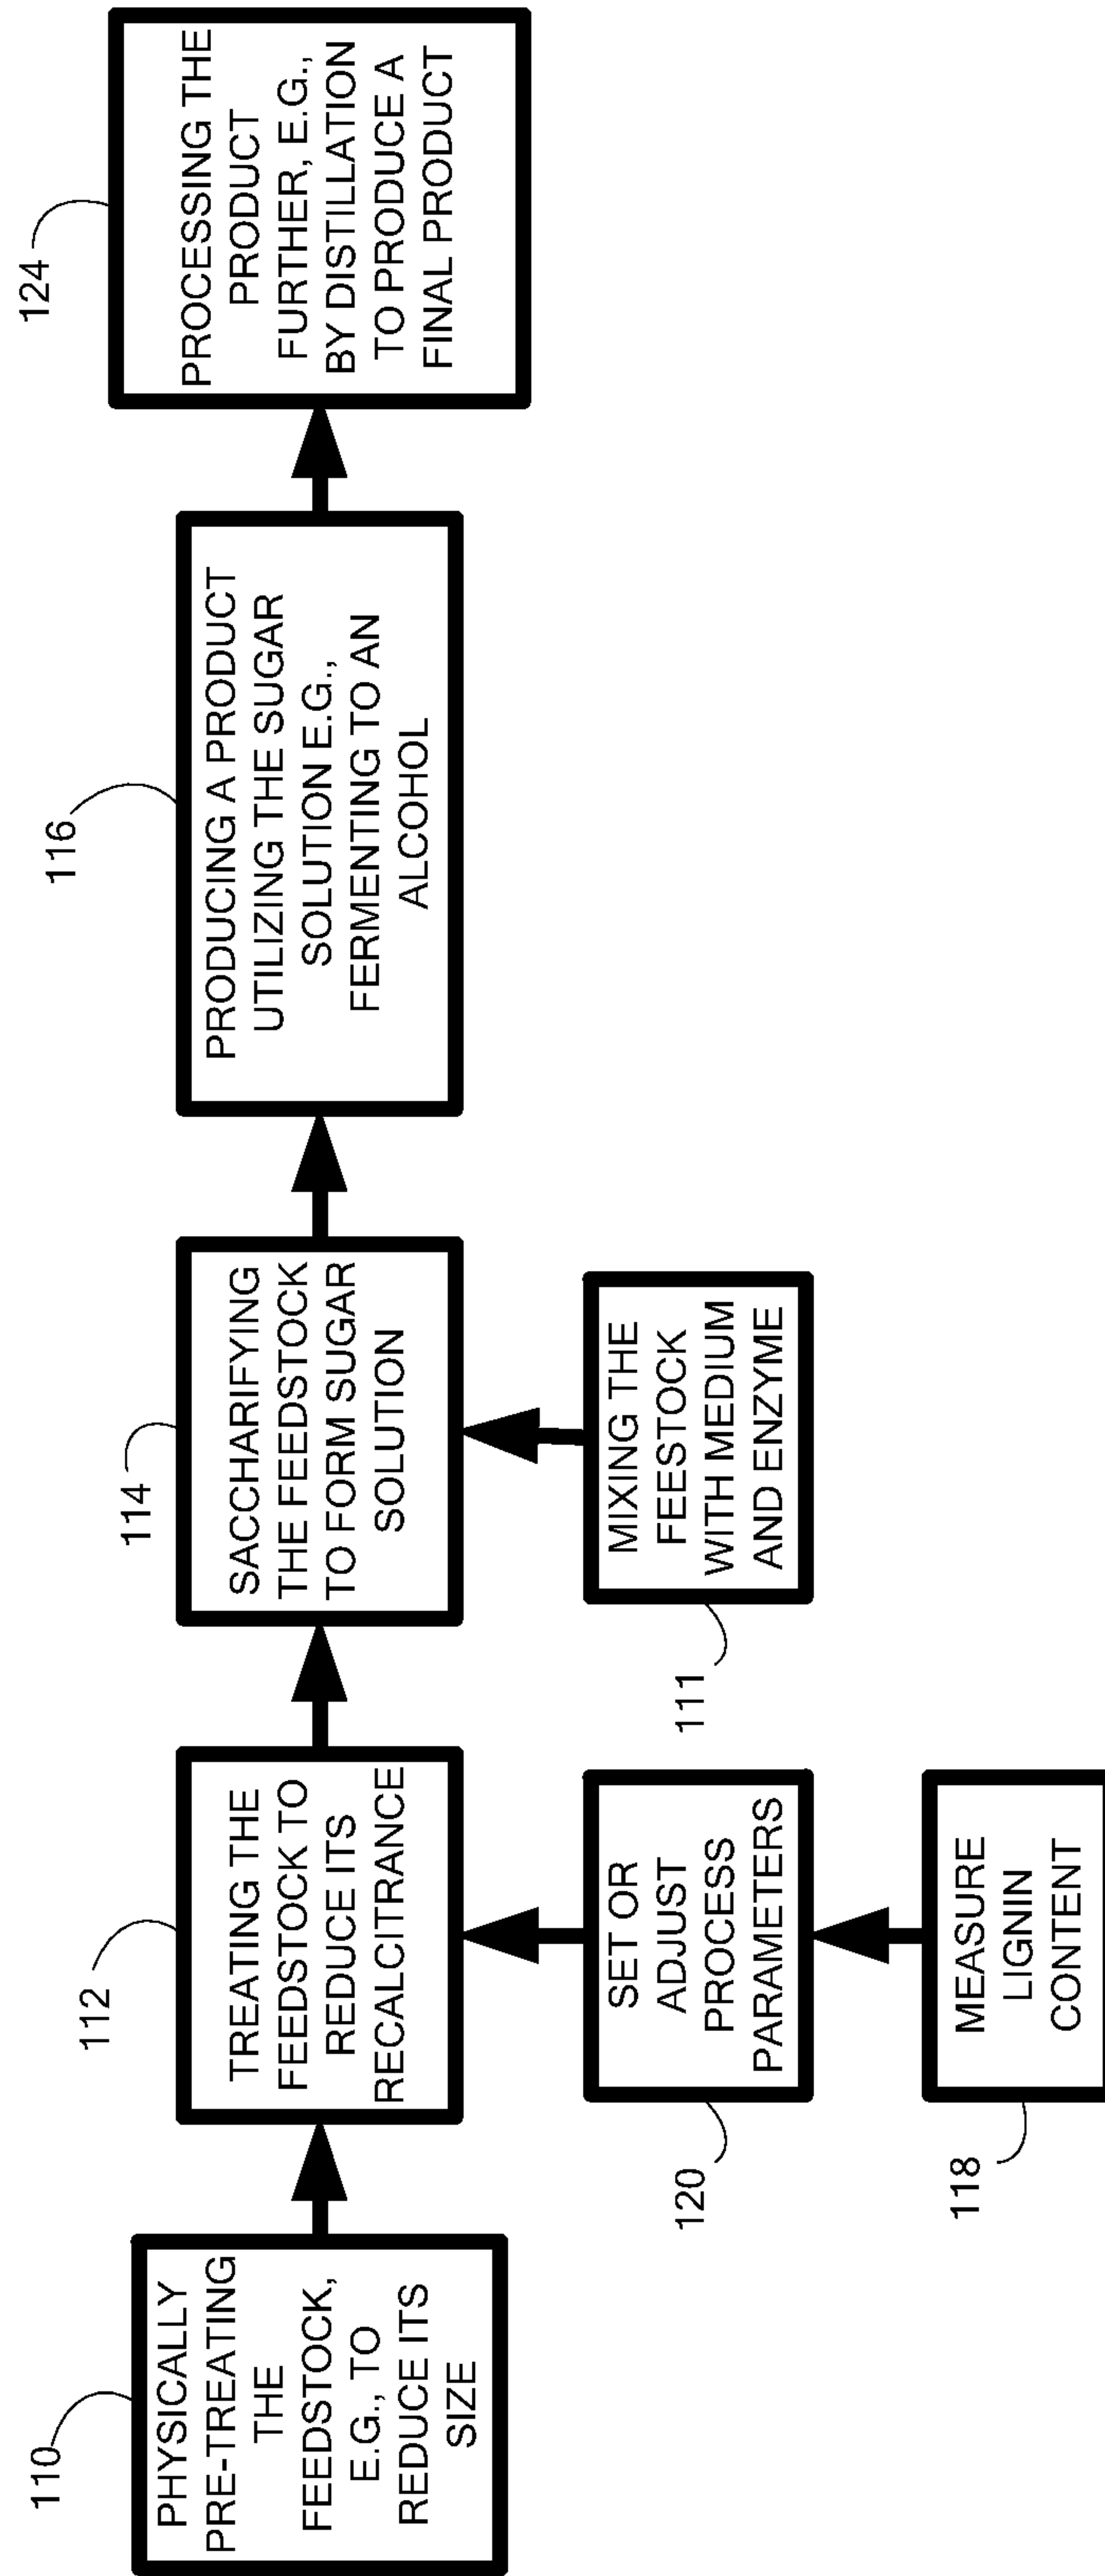 110
PHYSICALLY
PRE-TREATING
THE
FEEDSTOCK,
E.G., TO
REDUCE ITS
SIZE
112
TREATING THE
FEEDSTOCK TO
REDUCE ITS
RECALCITRANCE
114
SACCHARIFYING
THE FEEDSTOCK
TO FORM SUGAR
SOLUTION
116
PRODUCING A PRODUCT
UTILIZING THE SUGAR
SOLUTION E.G.,
FERMENTING TO AN
ALCOHOL
124
PROCESSING THE
PRODUCT
FURTHER, E.G.,
BY DISTILLATION
TO PRODUCE A
FINAL PRODUCT
120
SET OR
ADJUST
PROCESS
PARAMETERS
111
MIXING THE
FEESTOCK
WITH MEDIUM
AND ENZYME
118
MEASURE
LIGNIN
CONTENT